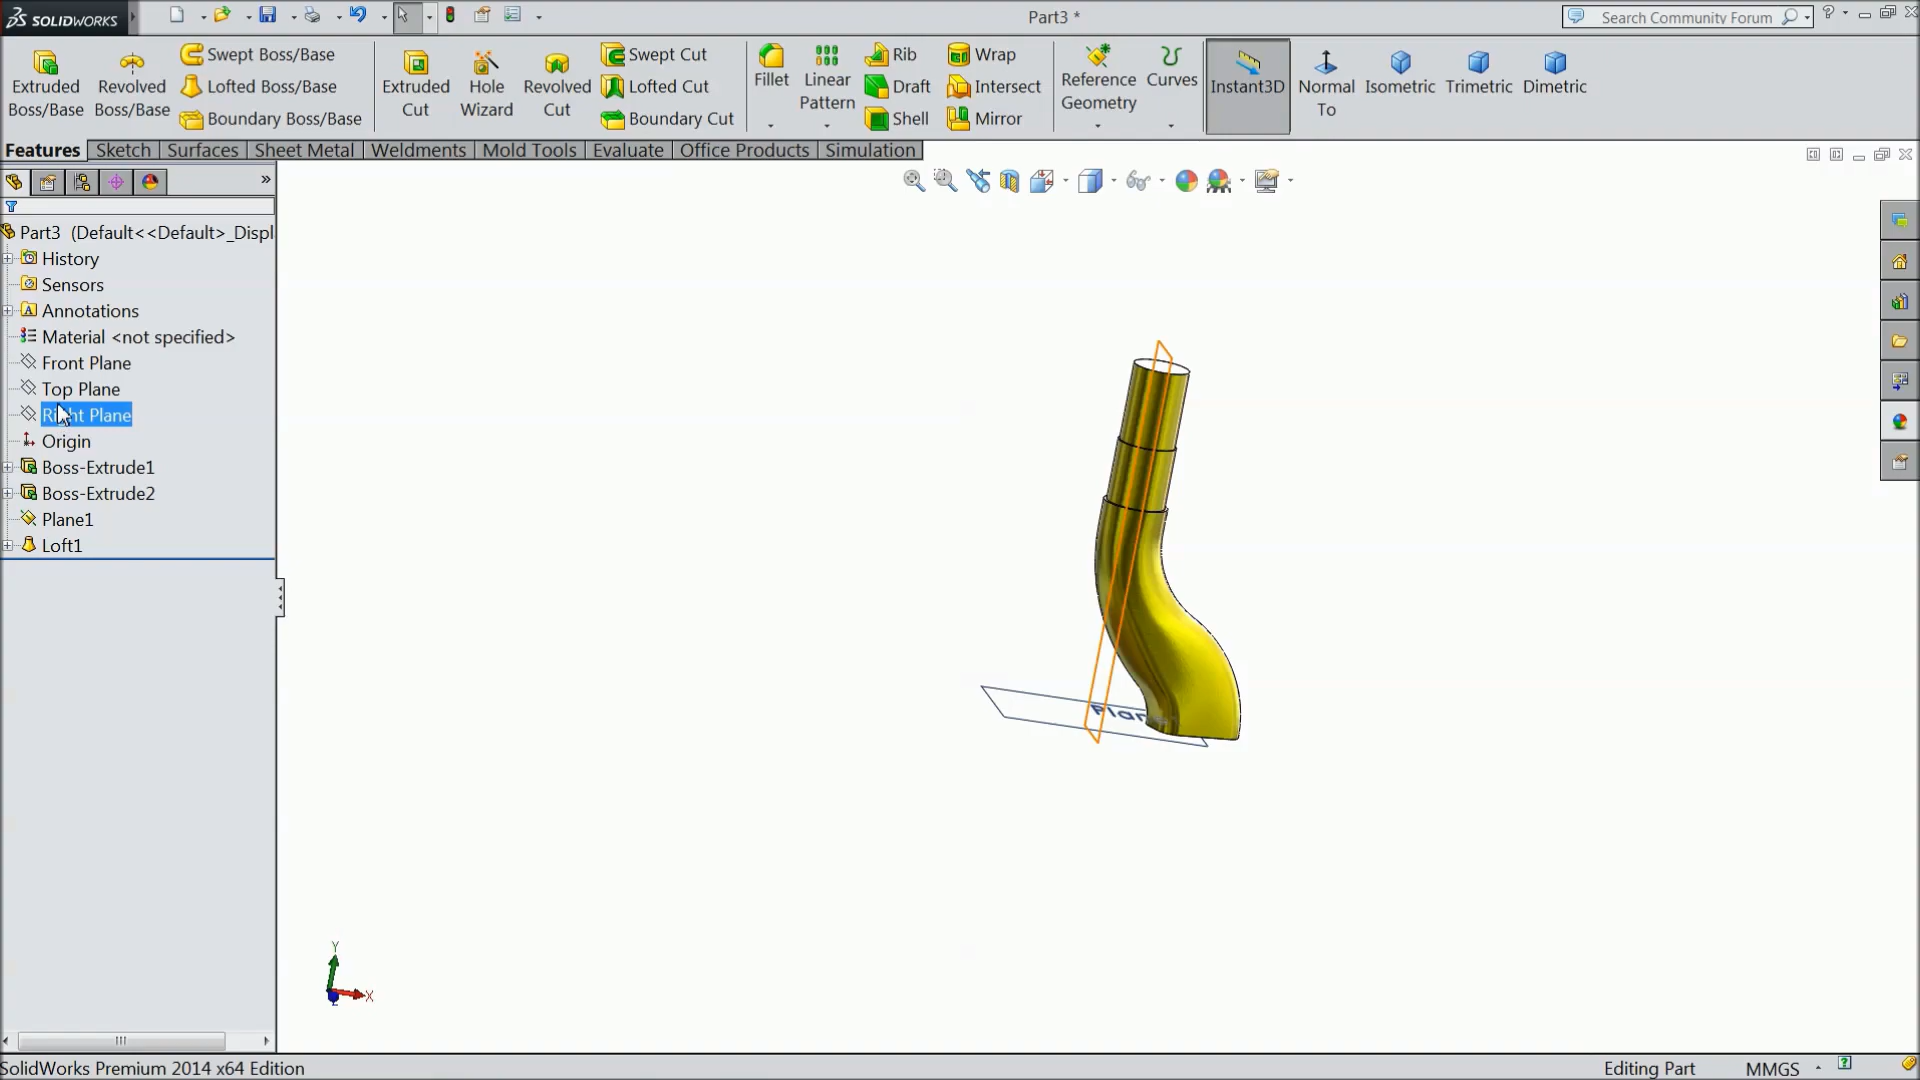 SOLIDWORKS
Part3 *
Search Community Forum
Extruded Boss/Base
Revolved Boss/Base
Swept Boss/Base
Lofted Boss/Base
Boundary Boss/Base
Extruded Cut
Hole Wizard
Revolved Cut
Swept Cut
Lofted Cut
Boundary Cut
Fillet
Linear Pattern
Rib
Draft
Shell
Wrap
Intersect
Mirror
Reference Geometry
Curves
Instant3D
Normal To
Isometric
Trimetric
Dimetric
Features Sketch Surfaces Sheet Metal Weldments Mold Tools Evaluate Office Products Simulation
Part3 (Default<<Default>_Displ
History
Sensors
Annotations
Material <not specified>
Front Plane
Top Plane
Right Plane
Origin
Boss-Extrude1
Boss-Extrude2
Plane1
Loft1
Y
X
SolidWorks Premium 2014 x64 Edition
Editing Part
MMGS